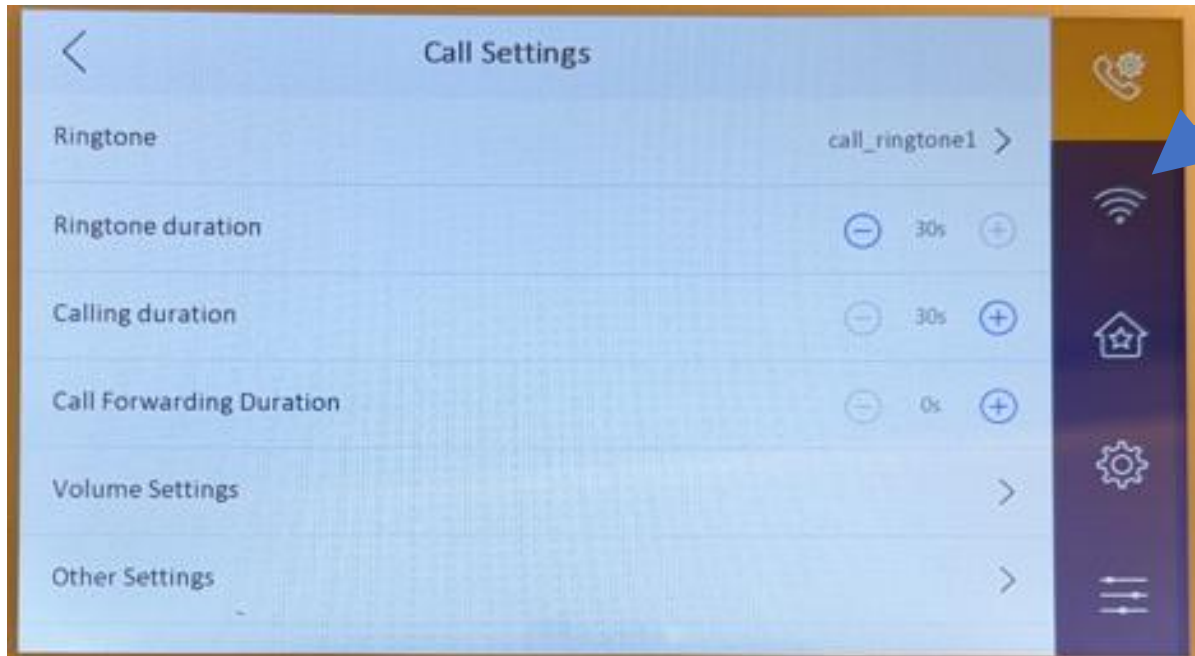 Call Settings
Ringtone call_ringtone1
Ringtone duration 30s
Calling duration 30s
Call Forwarding Duration 0s
Volume Settings
Other Settings